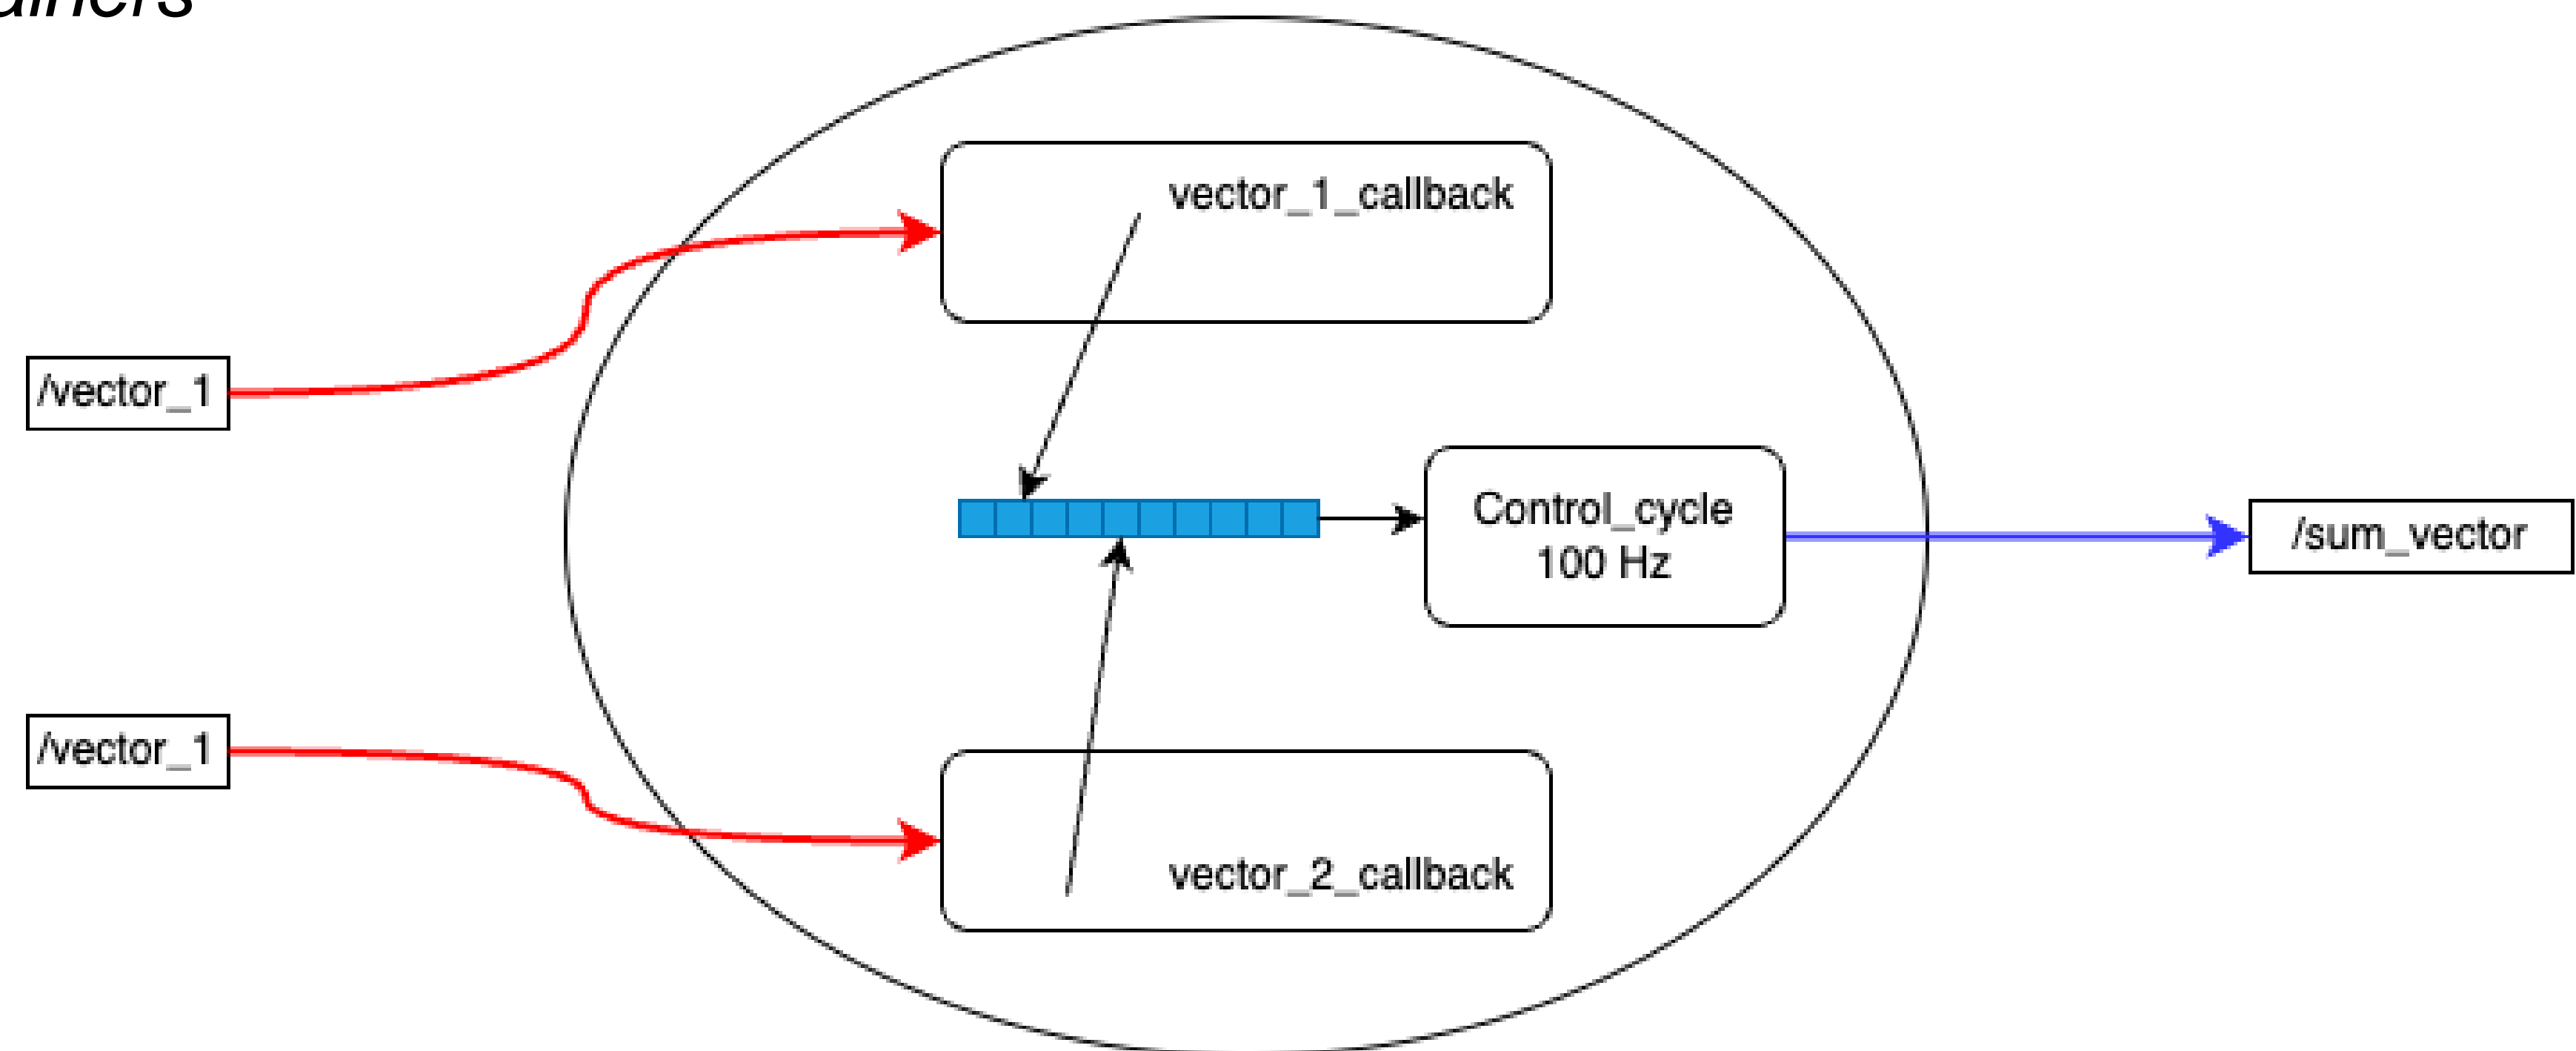 vector_1_callback
/vector_1
Control_cycle
100 Hz
/sum_vector
/vector_1
vector_2_callback